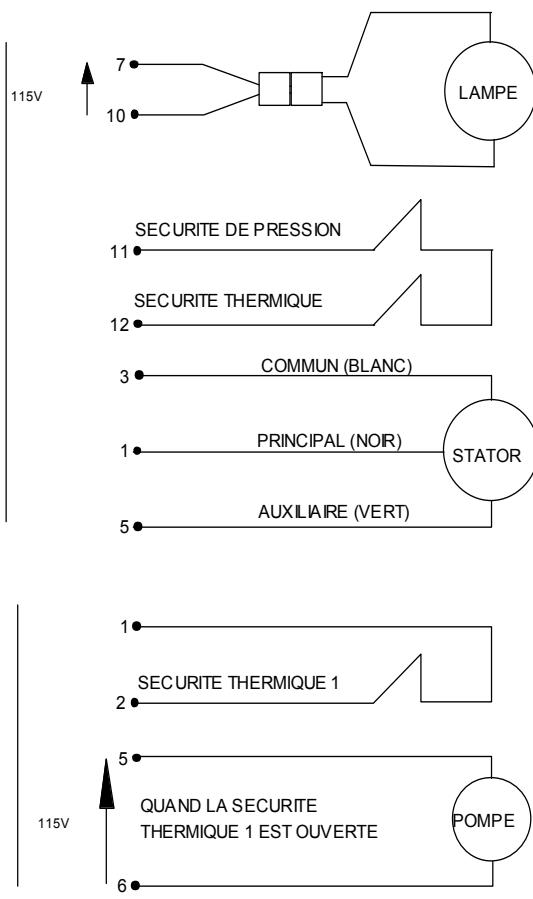 7
115V
LAMPE
10
SECURITE DE PRESSION
11
SECURITE THERMIQUE
12
COMMUN (BLANC)
3
PRINCIPAL (NOIR)
1
STATOR
AUXILIAIRE (VERT)
5
1
SECURITE THERMIQUE 1
2
5
QUAND LA SECURITE
115V
POMPE
THERMIQUE 1 EST OUVERTE
6